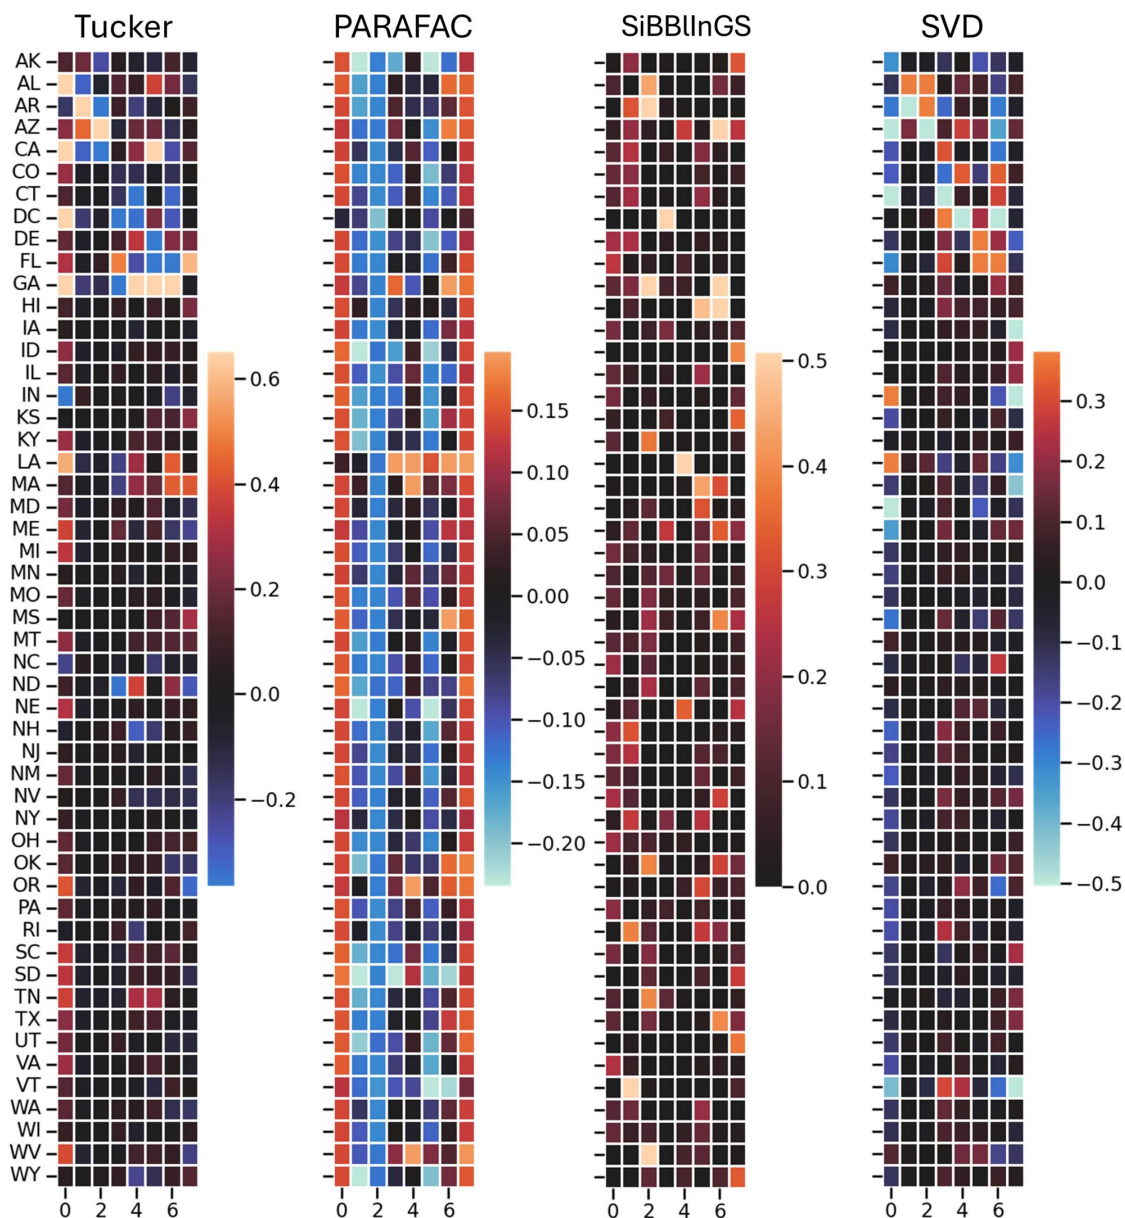 Tucker
PARAFAC
SiBBlInGS
SVD
AK
AL
AR
AZ
CA
CO
CT
DC
DE
FL
GA
HI
IA
ID
IL
IN
KS
KY
LA
MA
MD
ME
MI
MN
MO
MS
MT
NC
ND
NE
NH
NJ
NM
NV
NY
OH
OK
OR
PA
RI
SC
SD
TN
TX
UT
VA
VT
WA
WI
WV
WY
0 2 4 6
0.6
0.4
0.2
0.0
−0.2
0 2 4 6
0.15
0.10
0.05
0.00
−0.05
−0.10
−0.15
−0.20
0 2 4 6
0.5
0.4
0.3
0.2
0.1
0.0
0 2 4 6
0.3
0.2
0.1
0.0
−0.1
−0.2
−0.3
−0.4
−0.5